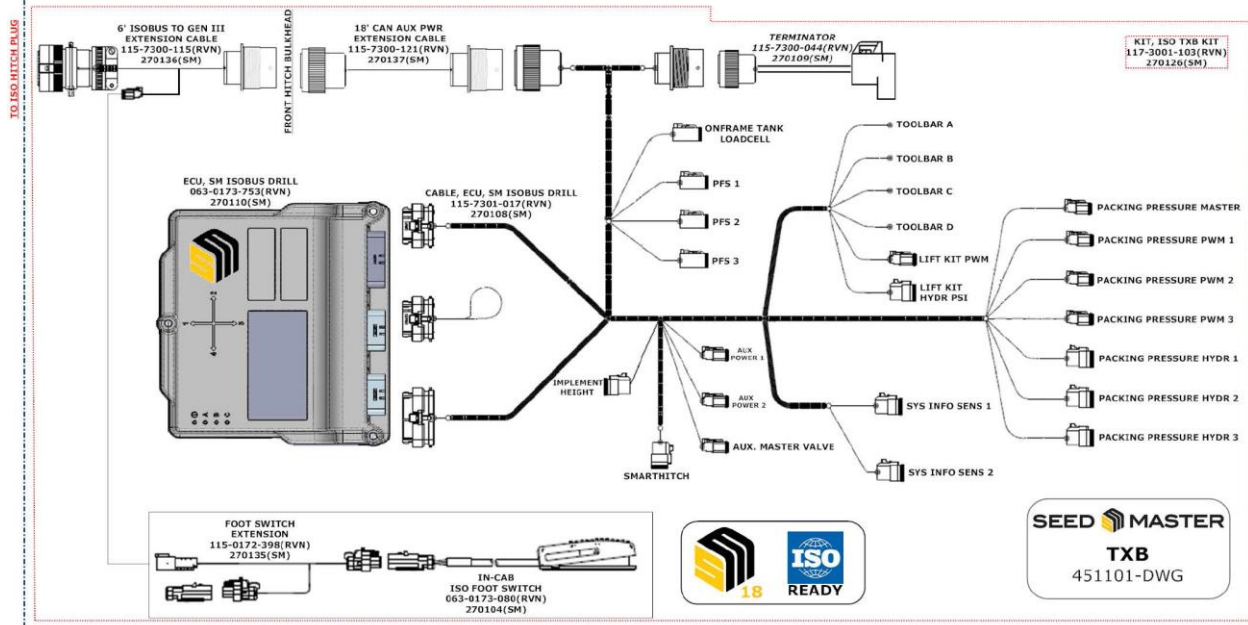 TO ISO HITCH PLUG
6' ISOBUS TO GEN III
EXTENSION CABLE
115-7300-115(RVN)
270136(SM)
FRONT HITCH BULKHEAD
18' CAN AUX PWR
EXTENSION CABLE
115-7300-121(RVN)
270137(SM)
TERMINATOR
115-7300-044(RVN)
270109(SM)
KIT, ISO TXB KIT
117-3001-103(RVN)
270126(SM)
ECU, SM ISOBUS DRILL
063-0173-753(RVN)
270110(SM)
CABLE, ECU, SM ISOBUS DRILL
115-7301-017(RVN)
270108(SM)
ONFRAME TANK
LOADCELL
PFS 1
PFS 2
PFS 3
TOOLBAR A
TOOLBAR B
TOOLBAR C
TOOLBAR D
LIFT KIT PWM
LIFT KIT
HYDR PSI
PACKING PRESSURE MASTER
PACKING PRESSURE PWM 1
PACKING PRESSURE PWM 2
PACKING PRESSURE PWM 3
PACKING PRESSURE HYDR 1
PACKING PRESSURE HYDR 2
PACKING PRESSURE HYDR 3
IMPLEMENT
HEIGHT
AUX
POWER 1
AUX
POWER 2
AUX. MASTER VALVE
SMARTHITCH
SYS INFO SENS 1
SYS INFO SENS 2
FOOT SWITCH
EXTENSION
115-0172-398(RVN)
270135(SM)
IN-CAB
ISO FOOT SWITCH
063-0173-080(RVN)
270104(SM)
18
ISO
READY
SEED MASTER
TXB
451101-DWG